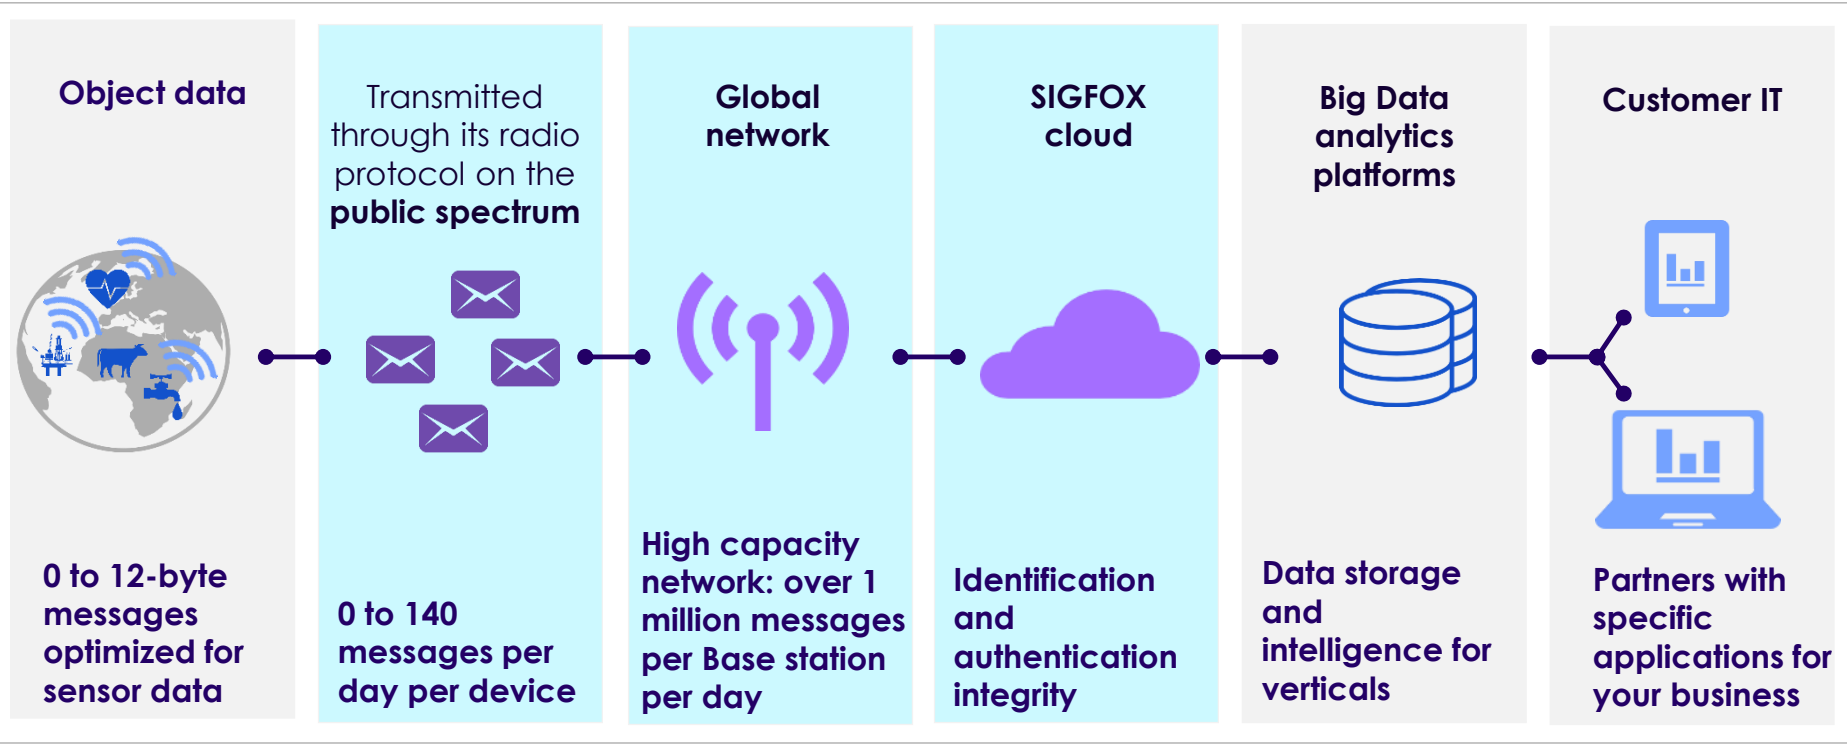 Object data
0 to 12-byte
messages
optimized for
sensor data
Transmitted
through its radio
protocol on the
public spectrum
0 to 140
messages per
day per device
Global
network
High capacity
network: over 1
million messages
per Base station
per day
SIGFOX
cloud
Identification
and
authentication
integrity
Big Data
analytics
platforms
Data storage
and
intelligence for
verticals
Customer IT
Partners with
specific
applications for
your business